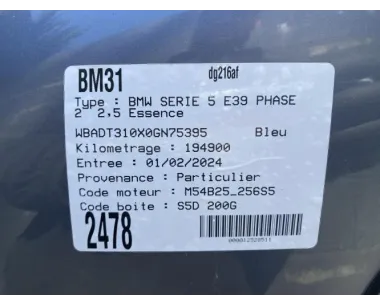 BM31 dg216af
Type : BMW SERIE 5 E39 PHASE
2 2.5 Essence
WBADT310X0GN75395 Bleu
Kilometrage : 194900
Entree : 01/02/2024
Provenance : Particulier
Code moteur : M54B25_256S5
Code boite : S5D 200G
2478